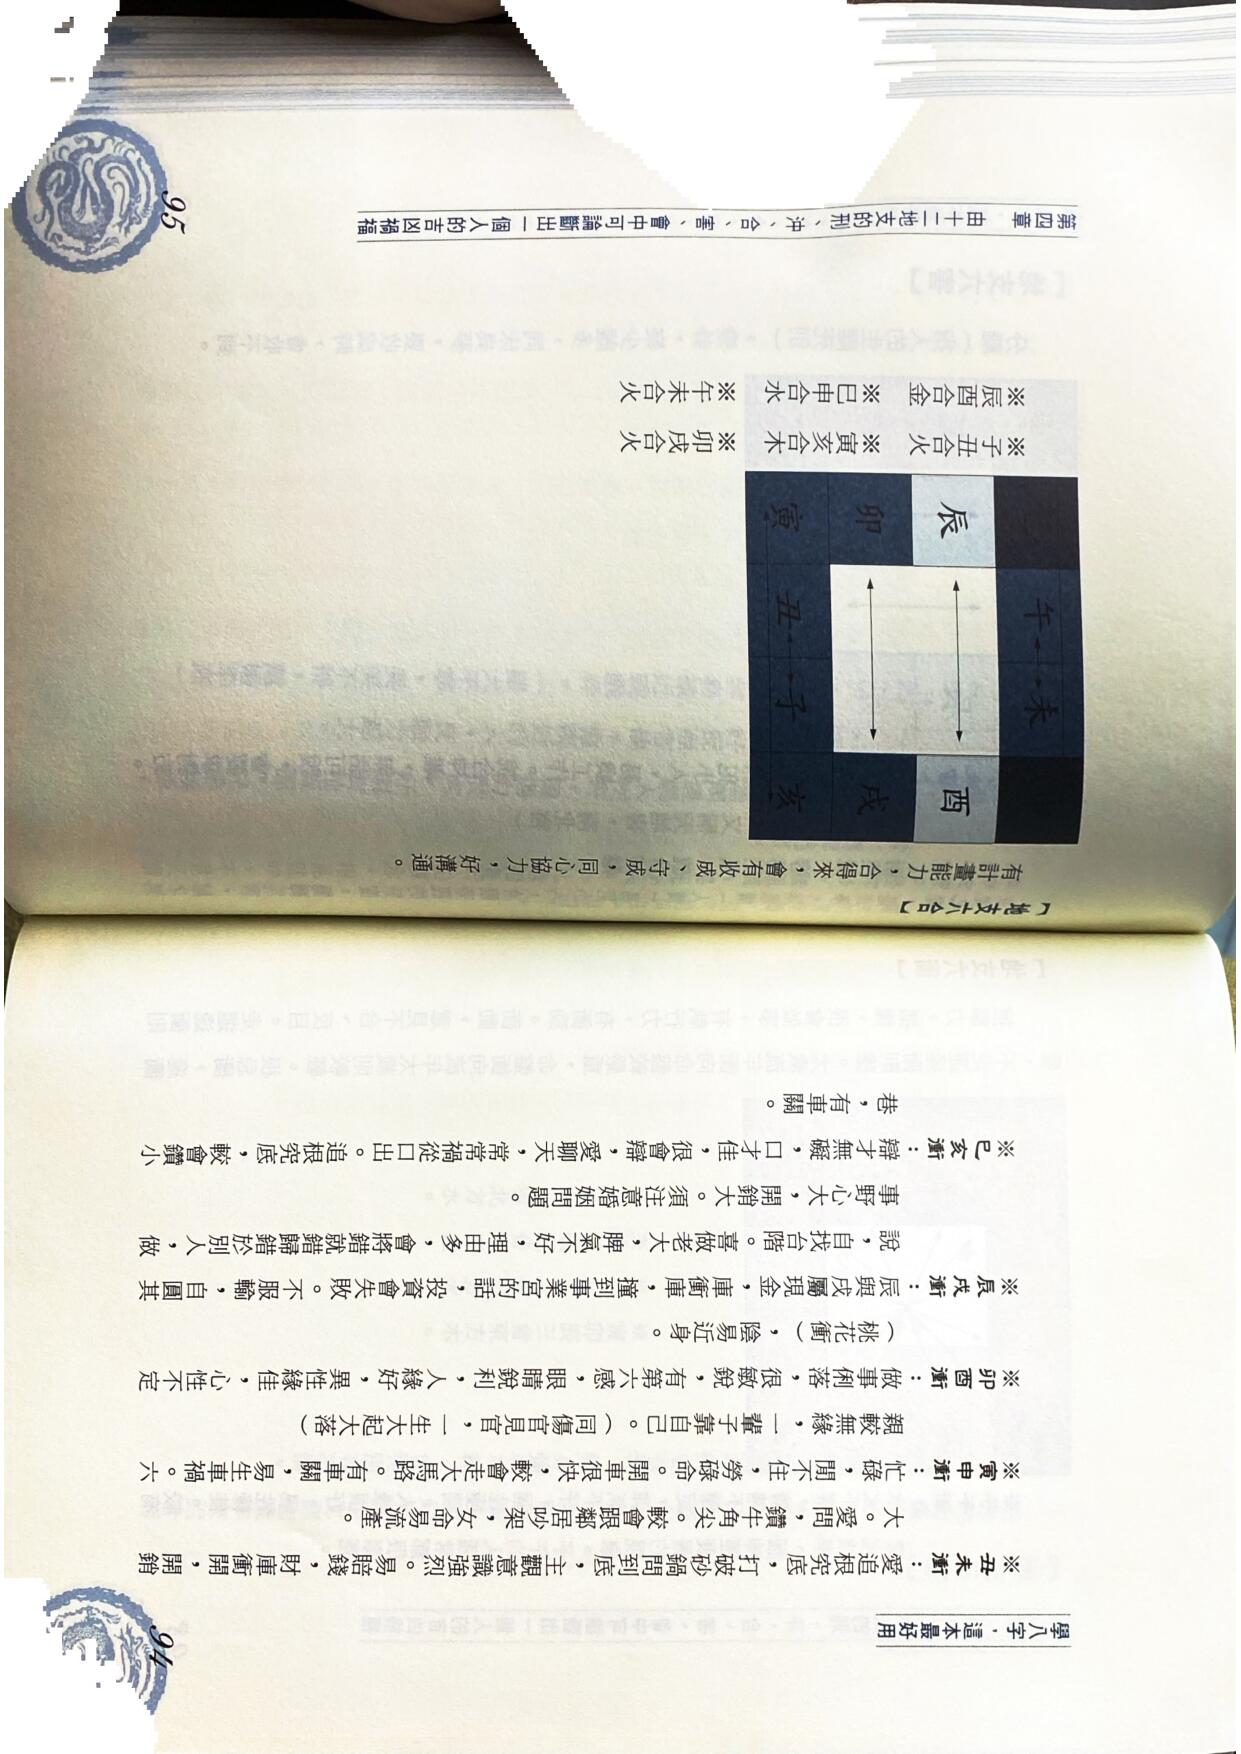 學八字，這本最好用
※丑未衝：愛追根究底，打破砂鍋問到底，主觀意識強烈。易賠錢，財庫衝開，開銷
大。愛問，鑽牛角尖。較會跟鄰居吵架，女命易流產。
※寅申衝：忙碌，閒不住，勞碌命。開車很快，較會走大馬路。有車關，易生車禍。六
親較無緣，一輩子靠自己。（同傷官見官，一生大起大落）
※卯酉衝：做事俐落，很敏銳，有第六感，眼睛銳利，人緣好，異性緣佳，心性不定
（桃花衝），陰易近身。
※辰戌衝：辰與戌屬現金，庫衝庫，撞到事業宮的話，投資會失敗。不服輸，自圓其
說，自找台階。喜做老大，脾氣不好，理由多，會將錯就錯歸錯於別人，做
事野心大，開銷大。須注意婚姻問題。
※巳亥衝：辯才無礙，口才佳，很會辯，愛聊天，常常禍從口出。追根究底，較會鑽小
巷，有車關。
94
【地支六合】
有計畫能力，合得來，會有收成、守成，同心協力，好溝通。
午 未
辰 酉
卯 戌
寅 丑 子 亥
※子丑合火 ※寅亥合木 ※卯戌合火
※辰酉合金 ※巳申合水 ※午未合火
第四章．由十二地支的刑、沖、合、害、會中可論斷出一個人的吉凶禍福
95